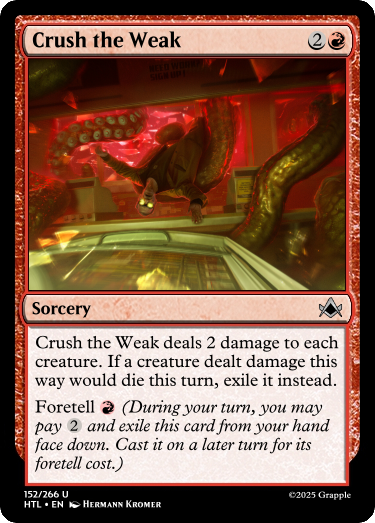 Crush the Weak 2
Sorcery
Crush the Weak deals 2 damage to each
creature. If a creature dealt damage this
way would die this turn, exile it instead.
Foretell (During your turn, you may
pay 2 and exile this card from your hand
face down. Cast it on a later turn for its
foretell cost.)
152/266 U
HTL • EN Hermann Kromer
©2025 Grapple